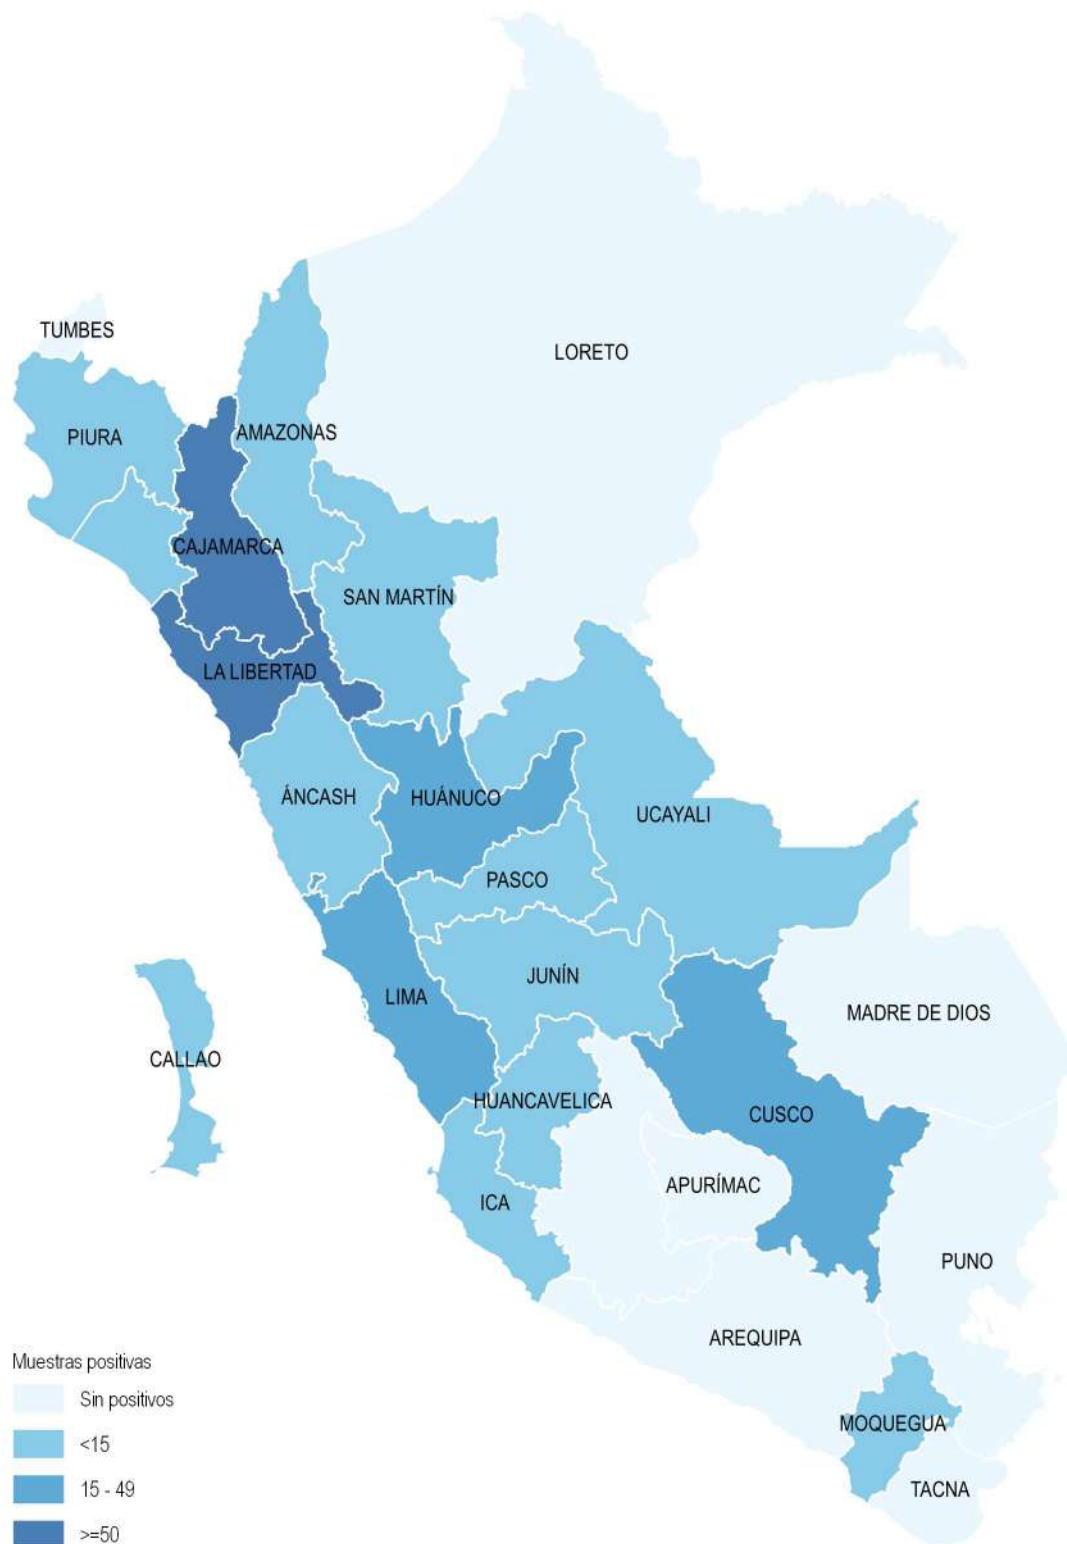 TUMBES
LORETO
PIURA
AMAZONAS
CAJAMARCA
SAN MARTÍN
LA LIBERTAD
ÁNCASH
HUÁNUCO
UCAYALI
PASCO
JUNÍN
LIMA
MADRE DE DIOS
CALLAO
HUANCAVELICA
CUSCO
APURÍMAC
ICA
PUNO
AREQUIPA
MOQUEGUA
TACNA
Muestras positivas
Sin positivos
<15
15 - 49
>=50